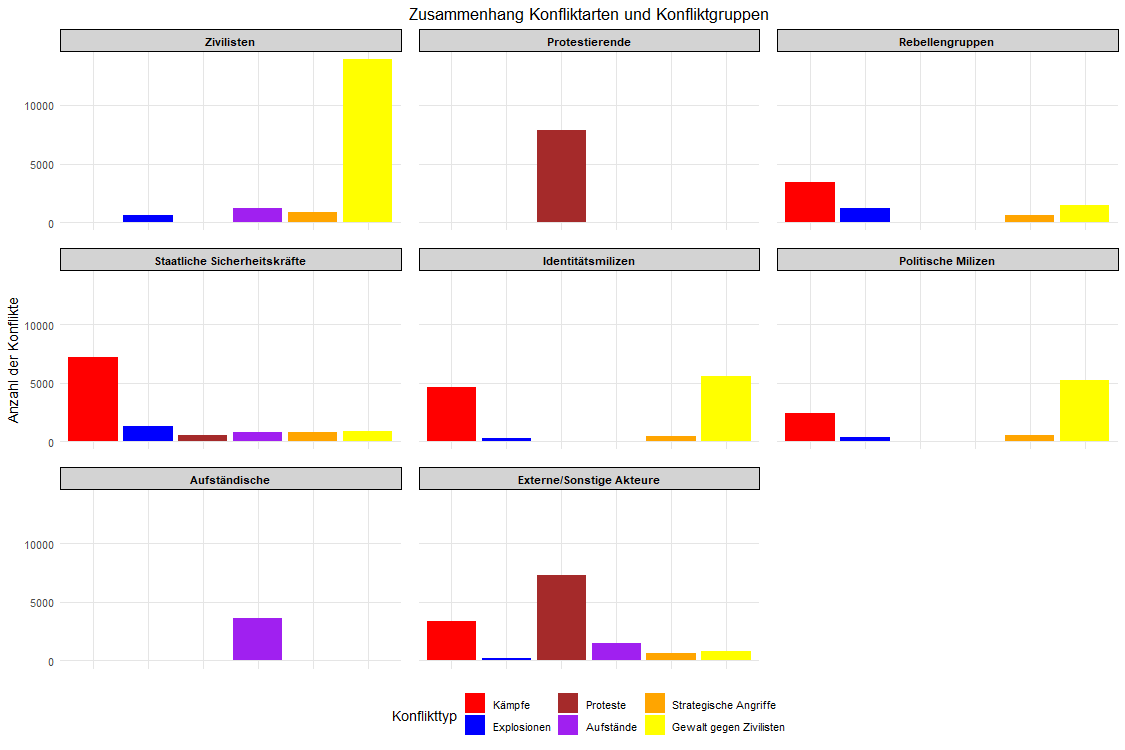 Zusammenhang Konfliktarten und Konfliktgruppen
Zivilisten
Protestierende
Rebellengruppen
10000
5000
0
Staatliche Sicherheitskräfte
Identitätsmilizen
Politische Milizen
Anzahl der Konflikte
10000
5000
0
Aufständische
Externe/Sonstige Akteure
10000
5000
0
Konflikttyp
Kämpfe
Proteste
Strategische Angriffe
Explosionen
Aufstände
Gewalt gegen Zivilisten